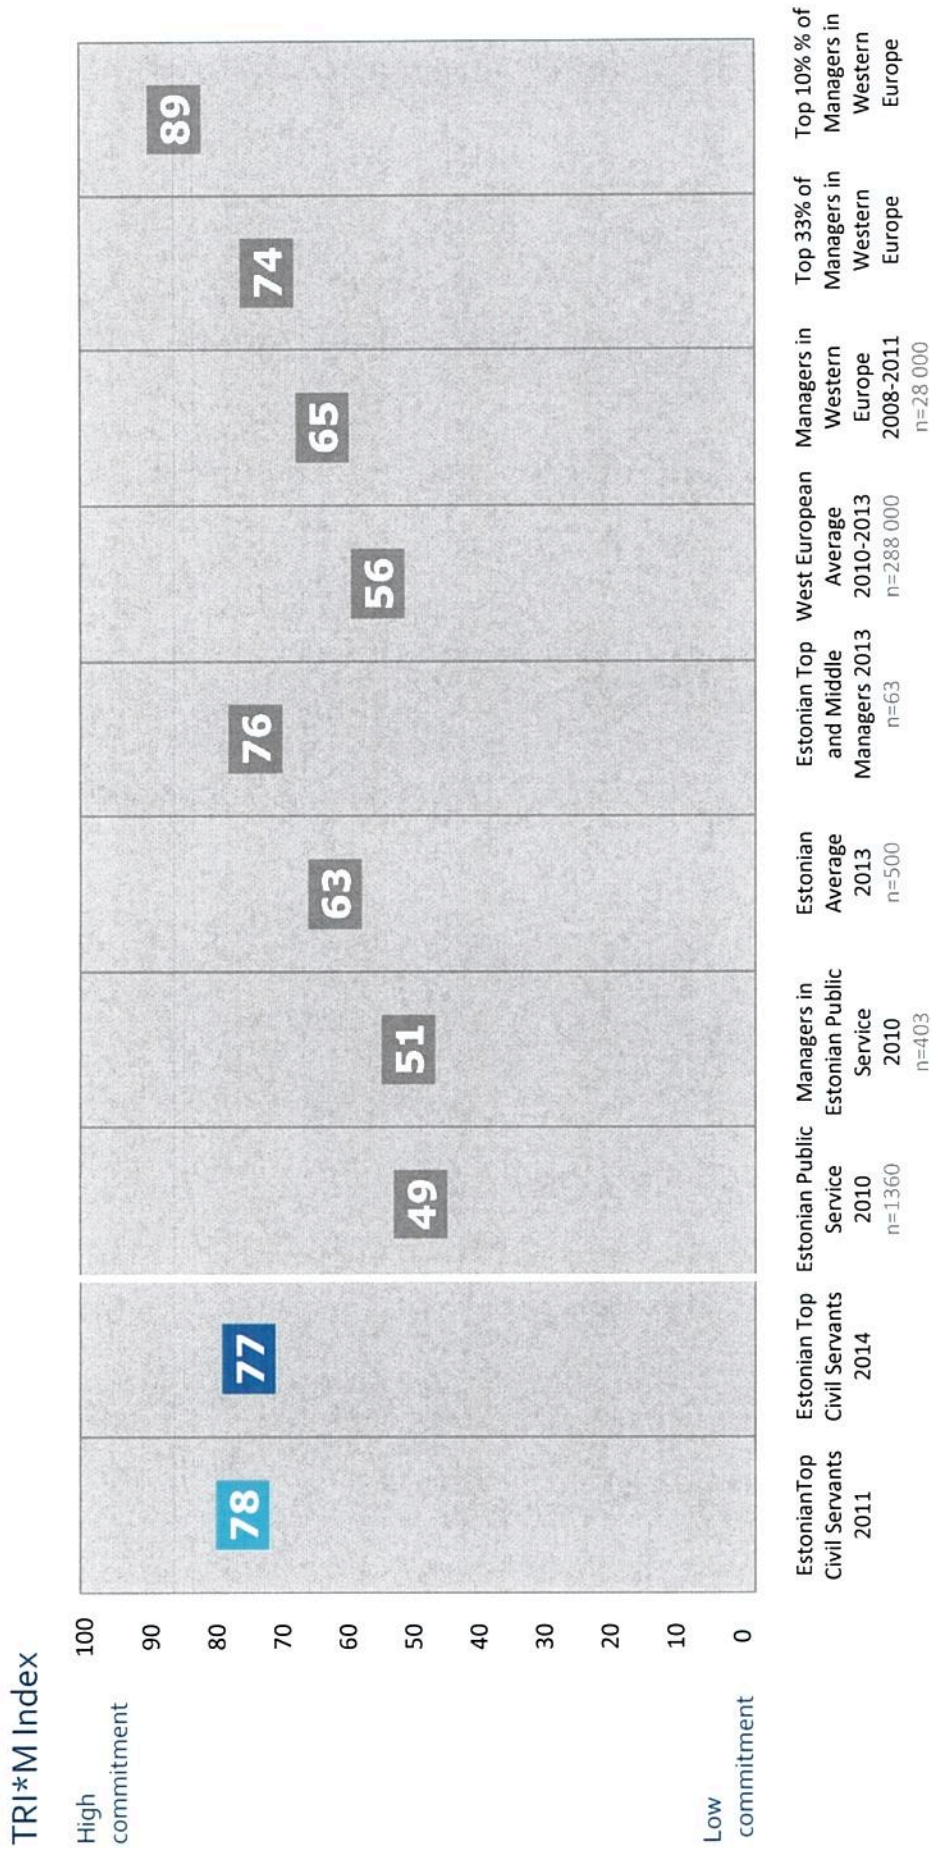 TRI*M Index
High
commitment
100
90
80
70
60
50
40
30
20
10
0
Low
commitment
78
77
49
51
63
76
56
65
74
89
EstonianTop
Civil Servants
2011
Estonian Top
Civil Servants
2014
Estonian Public
Service
2010
n=1360
Managers in
Estonian Public
Service
2010
n=403
Estonian
Average
2013
n=500
Estonian Top
and Middle
Managers 2013
n=63
West European
Average
2010-2013
n=288 000
Managers in
Western
Europe
2008-2011
n=28 000
Top 33% of
Managers in
Western
Europe
Top 10% % of
Managers in
Western
Europe